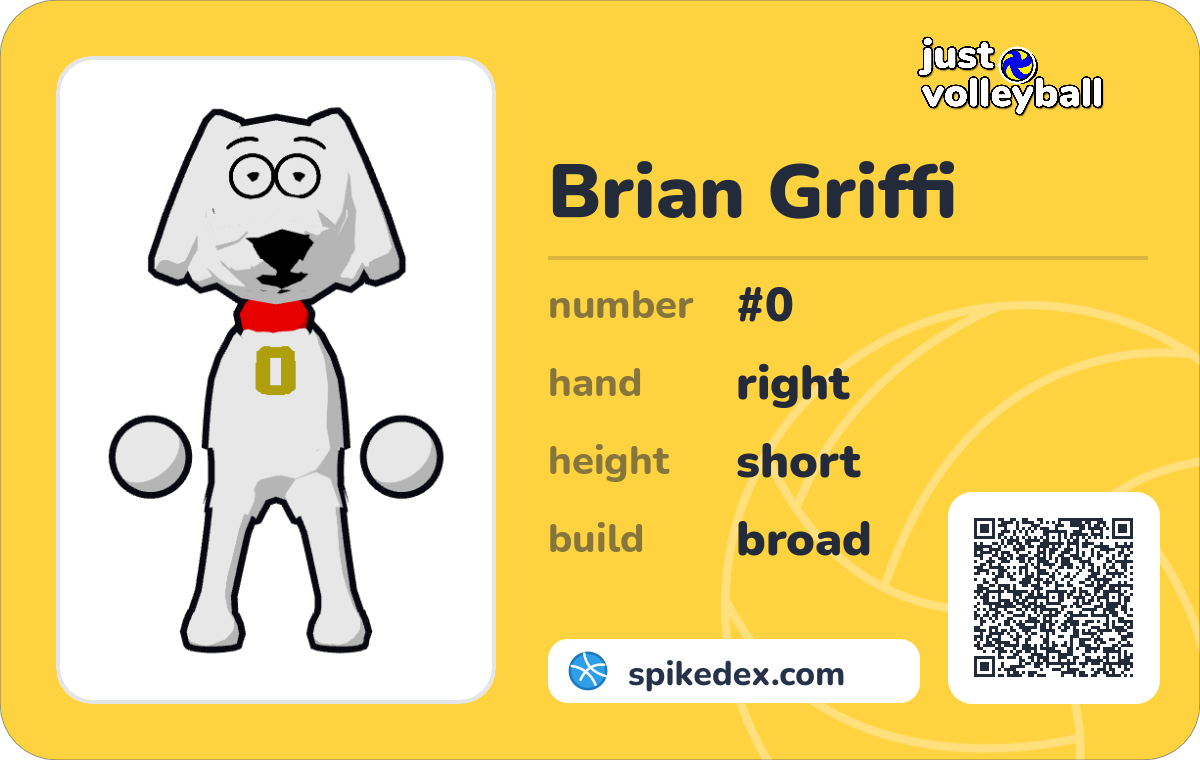 just
volleyball
Brian Griffi
number #0
hand right
height short
build broad
0
spikedex.com